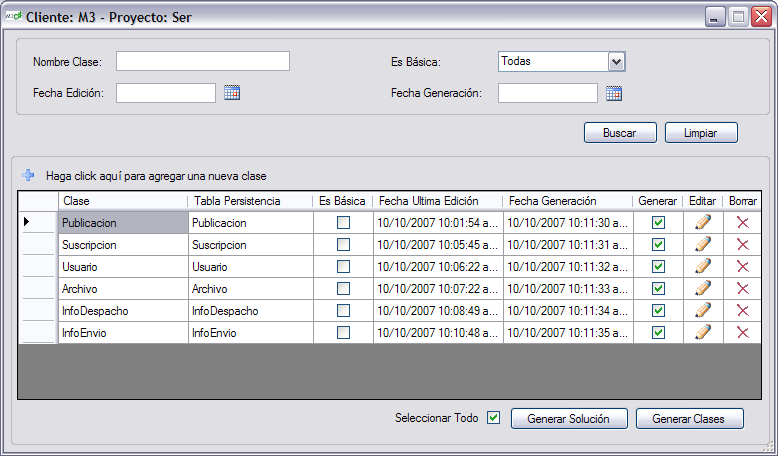 Cliente: M3 - Proyecto: Ser
Nombre Clase: Es Básica: Todas
Fecha Edición: Fecha Generación:
Buscar Limpiar
Haga click aquí para agregar una nueva clase
Clase Tabla Persistencia Es Básica Fecha Ultima Edición Fecha Generación Generar Editar Borrar
Publicacion Publicacion 10/10/2007 10:01:54 a... 10/10/2007 10:11:30 a...
Suscripcion Suscripcion 10/10/2007 10:05:45 a... 10/10/2007 10:11:31 a...
Usuario Usuario 10/10/2007 10:06:22 a... 10/10/2007 10:11:32 a...
Archivo Archivo 10/10/2007 10:07:22 a... 10/10/2007 10:11:33 a...
InfoDespacho InfoDespacho 10/10/2007 10:08:49 a... 10/10/2007 10:11:34 a...
InfoEnvio InfoEnvio 10/10/2007 10:10:48 a... 10/10/2007 10:11:35 a...
Seleccionar Todo Generar Solución Generar Clases